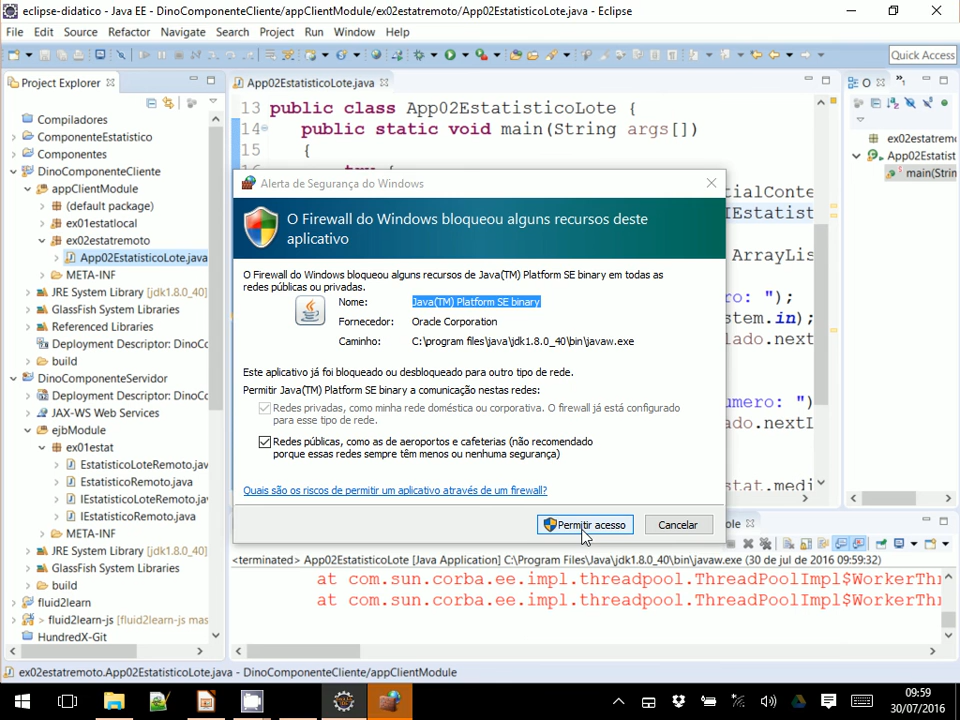 eclipse-didatico - Java EE - DinoComponenteCliente/appClientModule/ex02estatremoto/App02EstatisticoLote.java - Eclipse
File Edit Source Refactor Navigate Search Project Run Window Help
Quick Access
Project Explorer
App02EstatisticoLote.java
O
Compiladores
ComponenteEstatistico
Componentes
DinoComponenteCliente
appClientModule
(default package)
ex01estatlocal
ex02estatremoto
App02EstatisticoLote.java
META-INF
JRE System Library [jdk1.8.0_40]
GlassFish System Libraries
Referenced Libraries
Deployment Descriptor: DinoCo
build
DinoComponenteServidor
Deployment Descriptor: DinoCo
JAX-WS Web Services
ejbModule
ex01estat
EstatisticoLoteRemoto.jav
EstatisticoRemoto.java
IEstatisticoLoteRemoto.java
IEstatisticoRemoto.java
META-INF
JRE System Library [jdk1.8.0_40]
GlassFish System Libraries
build
fluid2learn
> fluid2learn-js [fluid2learn-js mas
HundredX-Git
13 public class App02EstatisticoLote {
14 public static void main(String args[])
15 {
try {
tialConte
IEstatist
ArrayLis
ero: ");
stem.in);
lado.next
umero: ");
lado.nextL
stat.medi
ex02estatremo
App02Estatist
main(Strin
Alerta de Segurança do Windows
O Firewall do Windows bloqueou alguns recursos deste
aplicativo
O Firewall do Windows bloqueou alguns recursos de Java(TM) Platform SE binary em todas as
redes públicas ou privadas.
Nome: Java(TM) Platform SE binary
Fornecedor: Oracle Corporation
Caminho: C:\program files\java\jdk1.8.0_40\bin\javaw.exe
Este aplicativo já foi bloqueado ou desbloqueado para outro tipo de rede.
Permitir Java(TM) Platform SE binary a comunicação nestas redes:
Redes privadas, como minha rede doméstica ou corporativa. O firewall já está configurado
para esse tipo de rede.
Redes públicas, como as de aeroportos e cafeterias (não recomendado
porque essas redes sempre têm menos ou nenhuma segurança)
Quais são os riscos de permitir um aplicativo através de um firewall?
Permitir acesso
Cancelar
ole
<terminated> App02EstatisticoLote [Java Application] C:\Program Files\Java\jdk1.8.0_40\bin\javaw.exe (30 de jul de 2016 09:59:32)
at com.sun.corba.ee.impl.threadpool.ThreadPoolImpl$WorkerThr
at com.sun.corba.ee.impl.threadpool.ThreadPoolImpl$WorkerThr
ex02estatremoto.App02EstatisticoLote.java - DinoComponenteCliente/appClientModule
09:59
30/07/2016